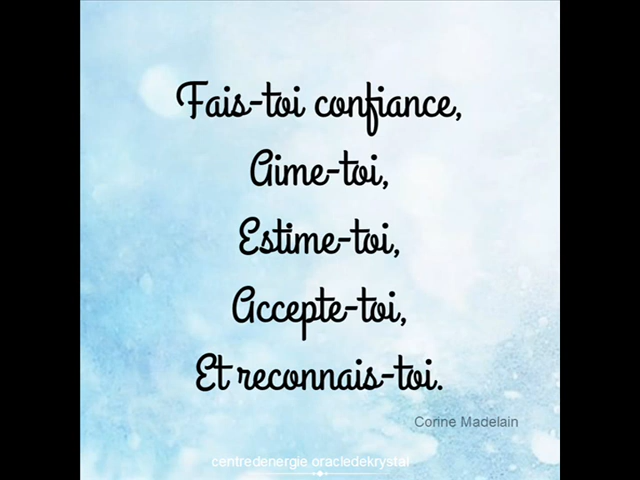 Fais-toi confiance,
Aime-toi,
Estime-toi,
Accepte-toi,
Et reconnais-toi.
Corine Madelain
centredenergie.oracledekrystal